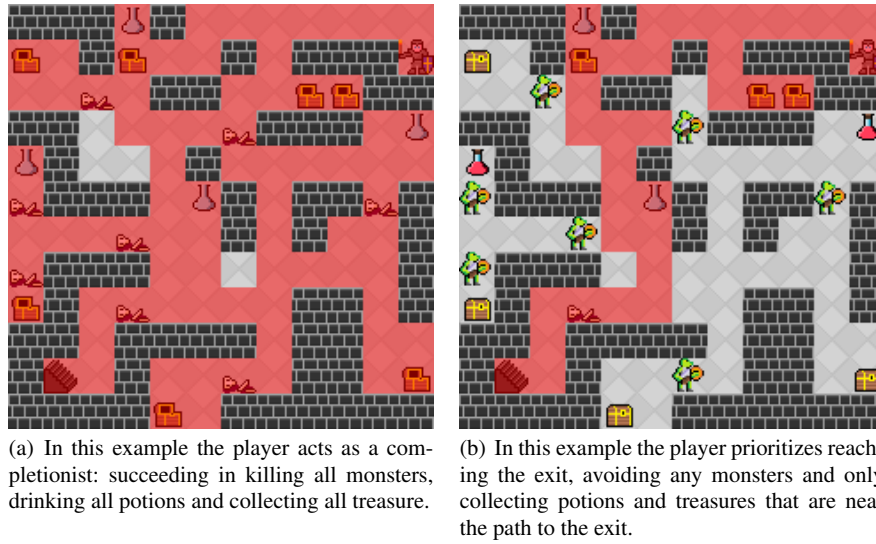 (a) In this example the player acts as a com-
pletionist: succeeding in killing all monsters,
drinking all potions and collecting all treasure.
(b) In this example the player prioritizes reach-
ing the exit, avoiding any monsters and only
collecting potions and treasures that are near
the path to the exit.